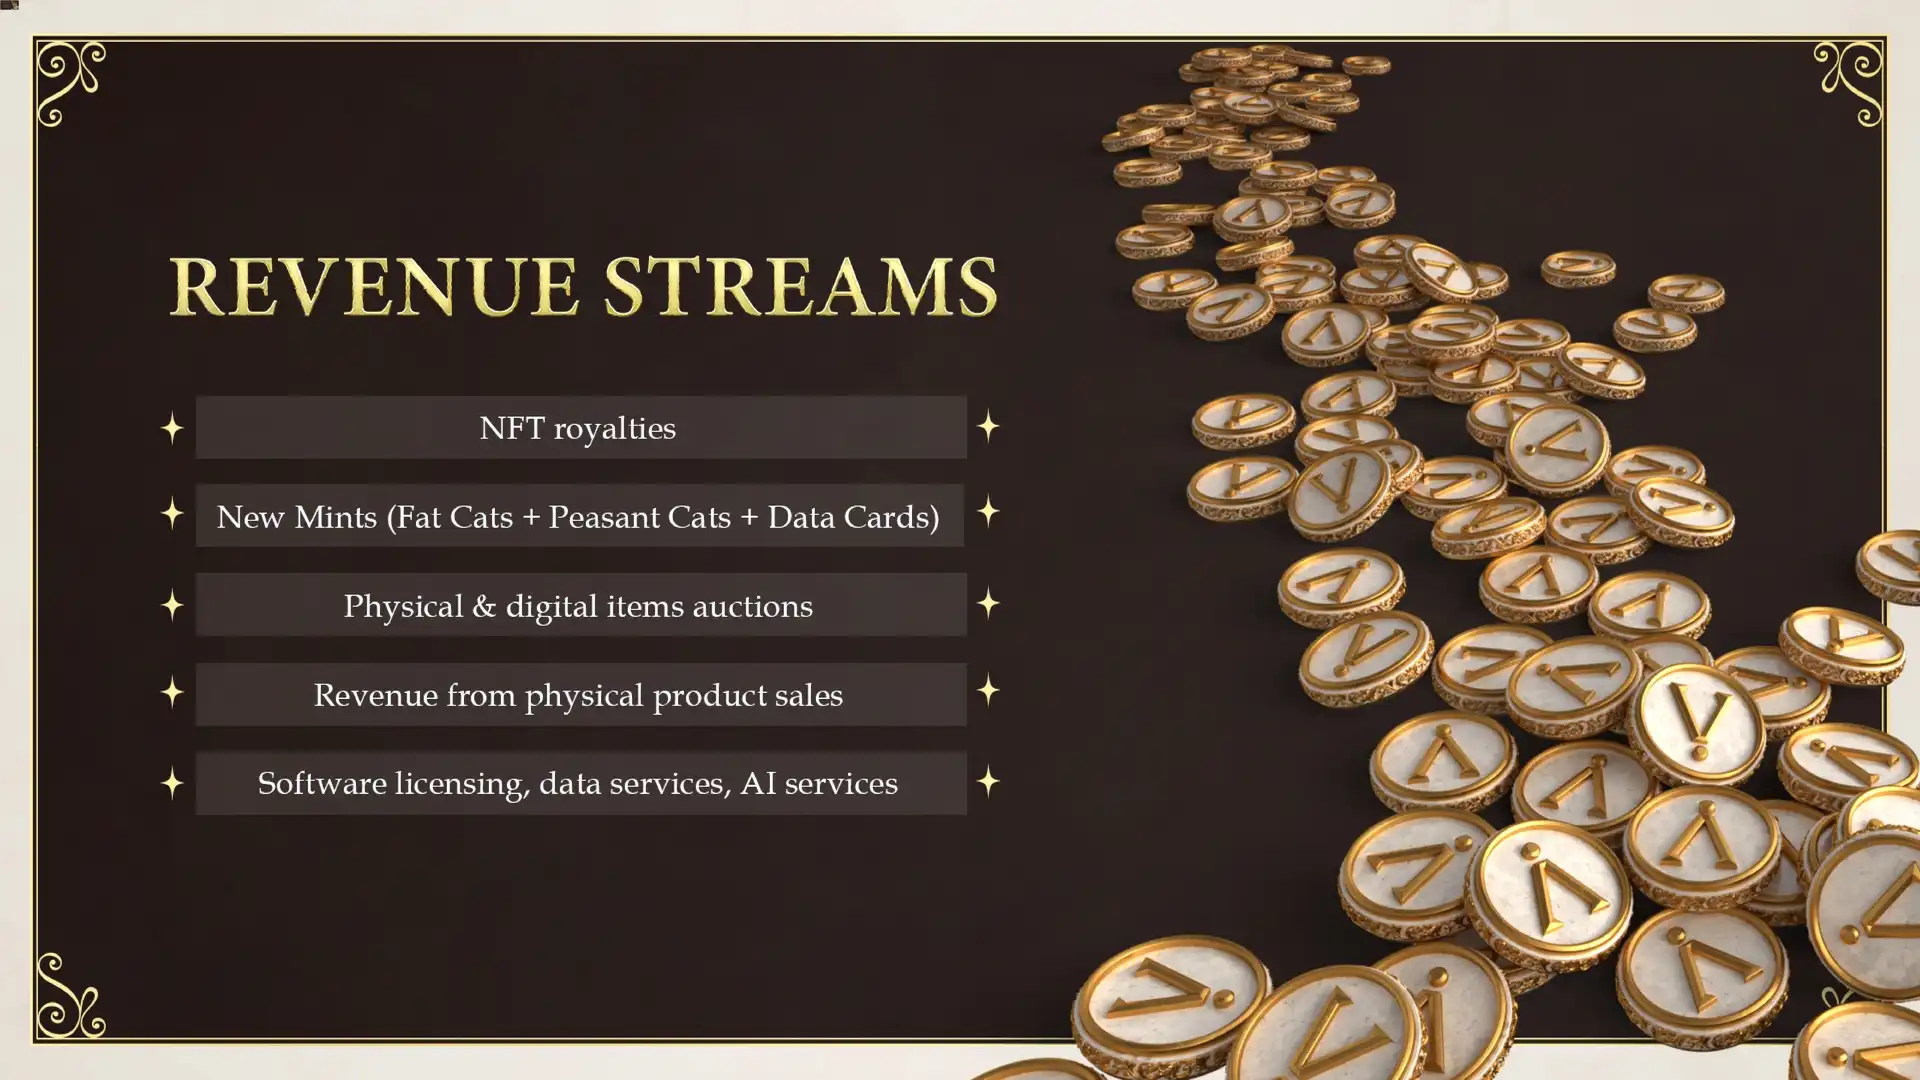 REVENUE STREAMS
NFT royalties
New Mints (Fat Cats + Peasant Cats + Data Cards)
Physical & digital items auctions
Revenue from physical product sales
Software licensing, data services, AI services